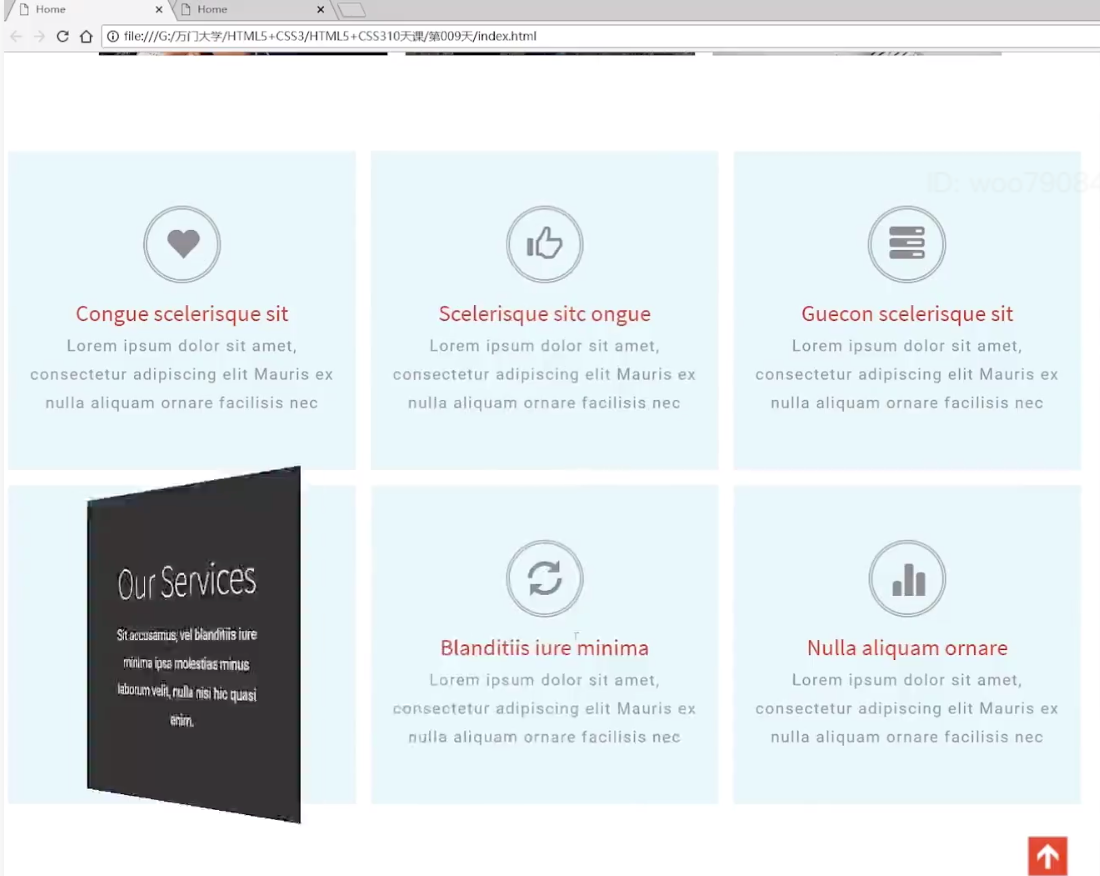 Home
Home
file:///G:/万门大学/HTML5+CSS3/HTML5+CSS310天课/第009天/index.html
ID: woo79084
Congue scelerisque sit
Lorem ipsum dolor sit amet,
consectetur adipiscing elit Mauris ex
nulla aliquam ornare facilisis nec
Scelerisque sitc ongue
Lorem ipsum dolor sit amet,
consectetur adipiscing elit Mauris ex
nulla aliquam ornare facilisis nec
Guecon scelerisque sit
Lorem ipsum dolor sit amet,
consectetur adipiscing elit Mauris ex
nulla aliquam ornare facilisis nec
Our Services
Sit accusamus, vel blanditiis iure
minima ipsa molestias minus
laborum velit, nulla nisi hic quasi
enim.
Blanditiis iure minima
Lorem ipsum dolor sit amet,
consectetur adipiscing elit Mauris ex
nulla aliquam ornare facilisis nec
Nulla aliquam ornare
Lorem ipsum dolor sit amet,
consectetur adipiscing elit Mauris ex
nulla aliquam ornare facilisis nec